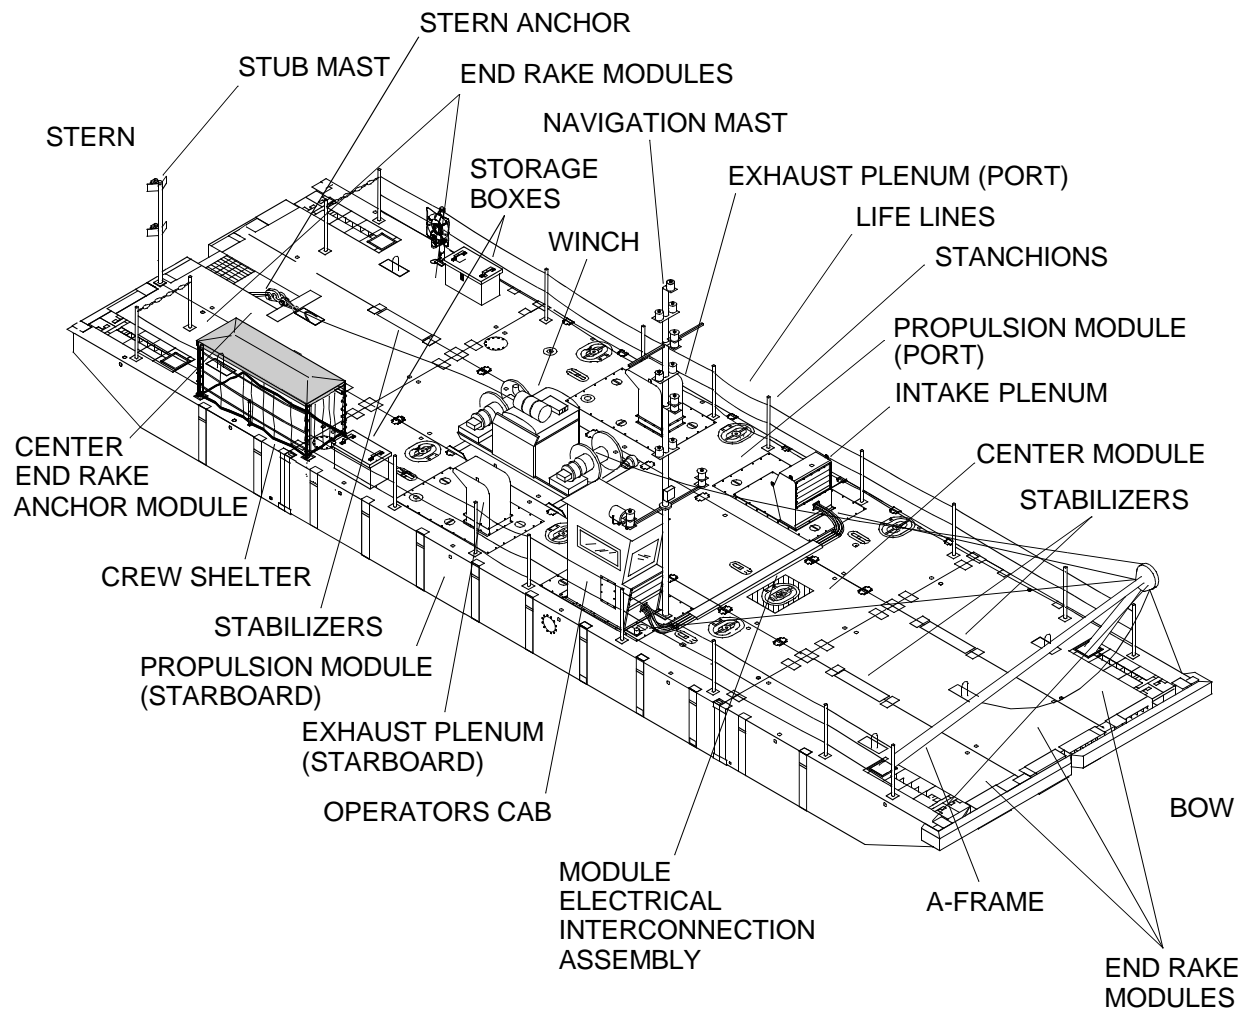 STERN ANCHOR
STUB MAST
END RAKE MODULES
NAVIGATION MAST
STERN
STORAGE
BOXES
EXHAUST PLENUM (PORT)
LIFE LINES
WINCH
STANCHIONS
PROPULSION MODULE
(PORT)
INTAKE PLENUM
CENTER
END RAKE
ANCHOR MODULE
CENTER MODULE
STABILIZERS
CREW SHELTER
STABILIZERS
PROPULSION MODULE
(STARBOARD)
EXHAUST PLENUM
(STARBOARD)
OPERATORS CAB
BOW
MODULE
ELECTRICAL
INTERCONNECTION
ASSEMBLY
A-FRAME
END RAKE
MODULES